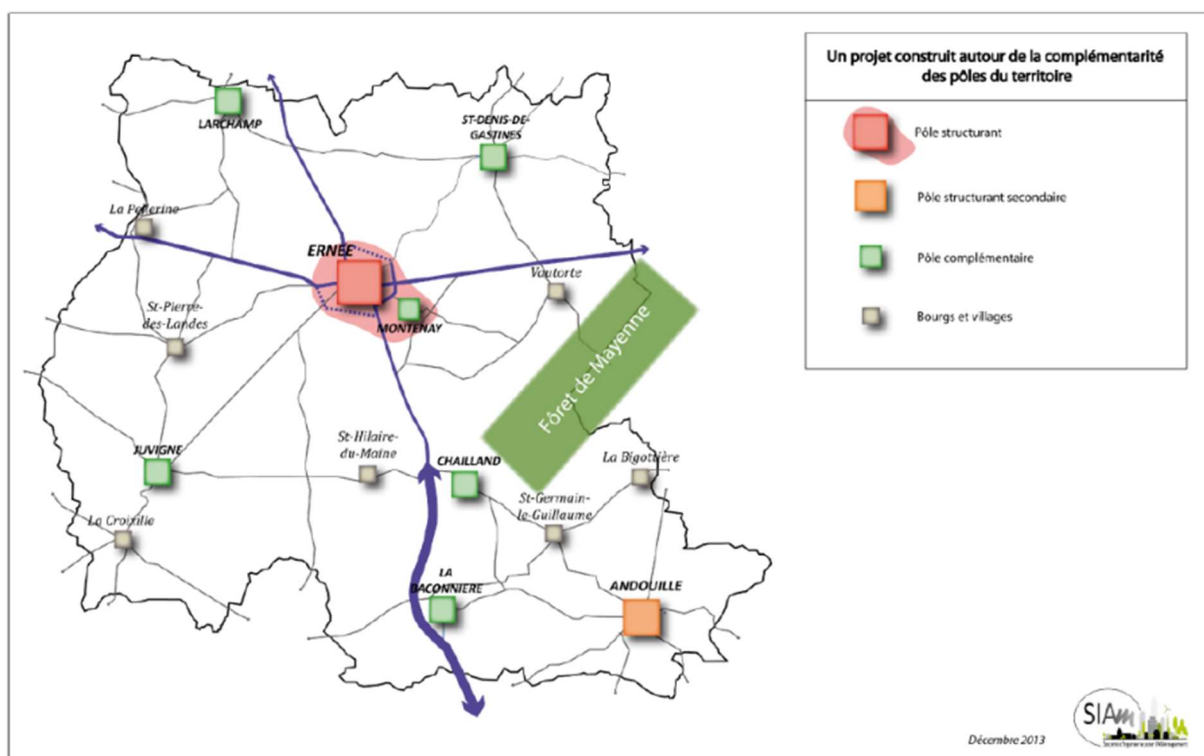 Un projet construit autour de la complémentarité
des pôles du territoire
Pôle structurant
Pôle structurant secondaire
Pôle complémentaire
Bourgs et villages
LARCHAMP
ST-DENIS-DE-
GASTINES
La Pellerine
ERNEE
Vautorte
MONTENAY
St-Pierre-
des-Landes
Fôret de Mayenne
JUVIGNE
St-Hilaire-
du-Maine
CHAILLAND
La Bigottière
St-Germain-
le-Guillaume
La Croixille
LA
BACONNIERE
ANDOUILLE
Décembre 2013
SIAm